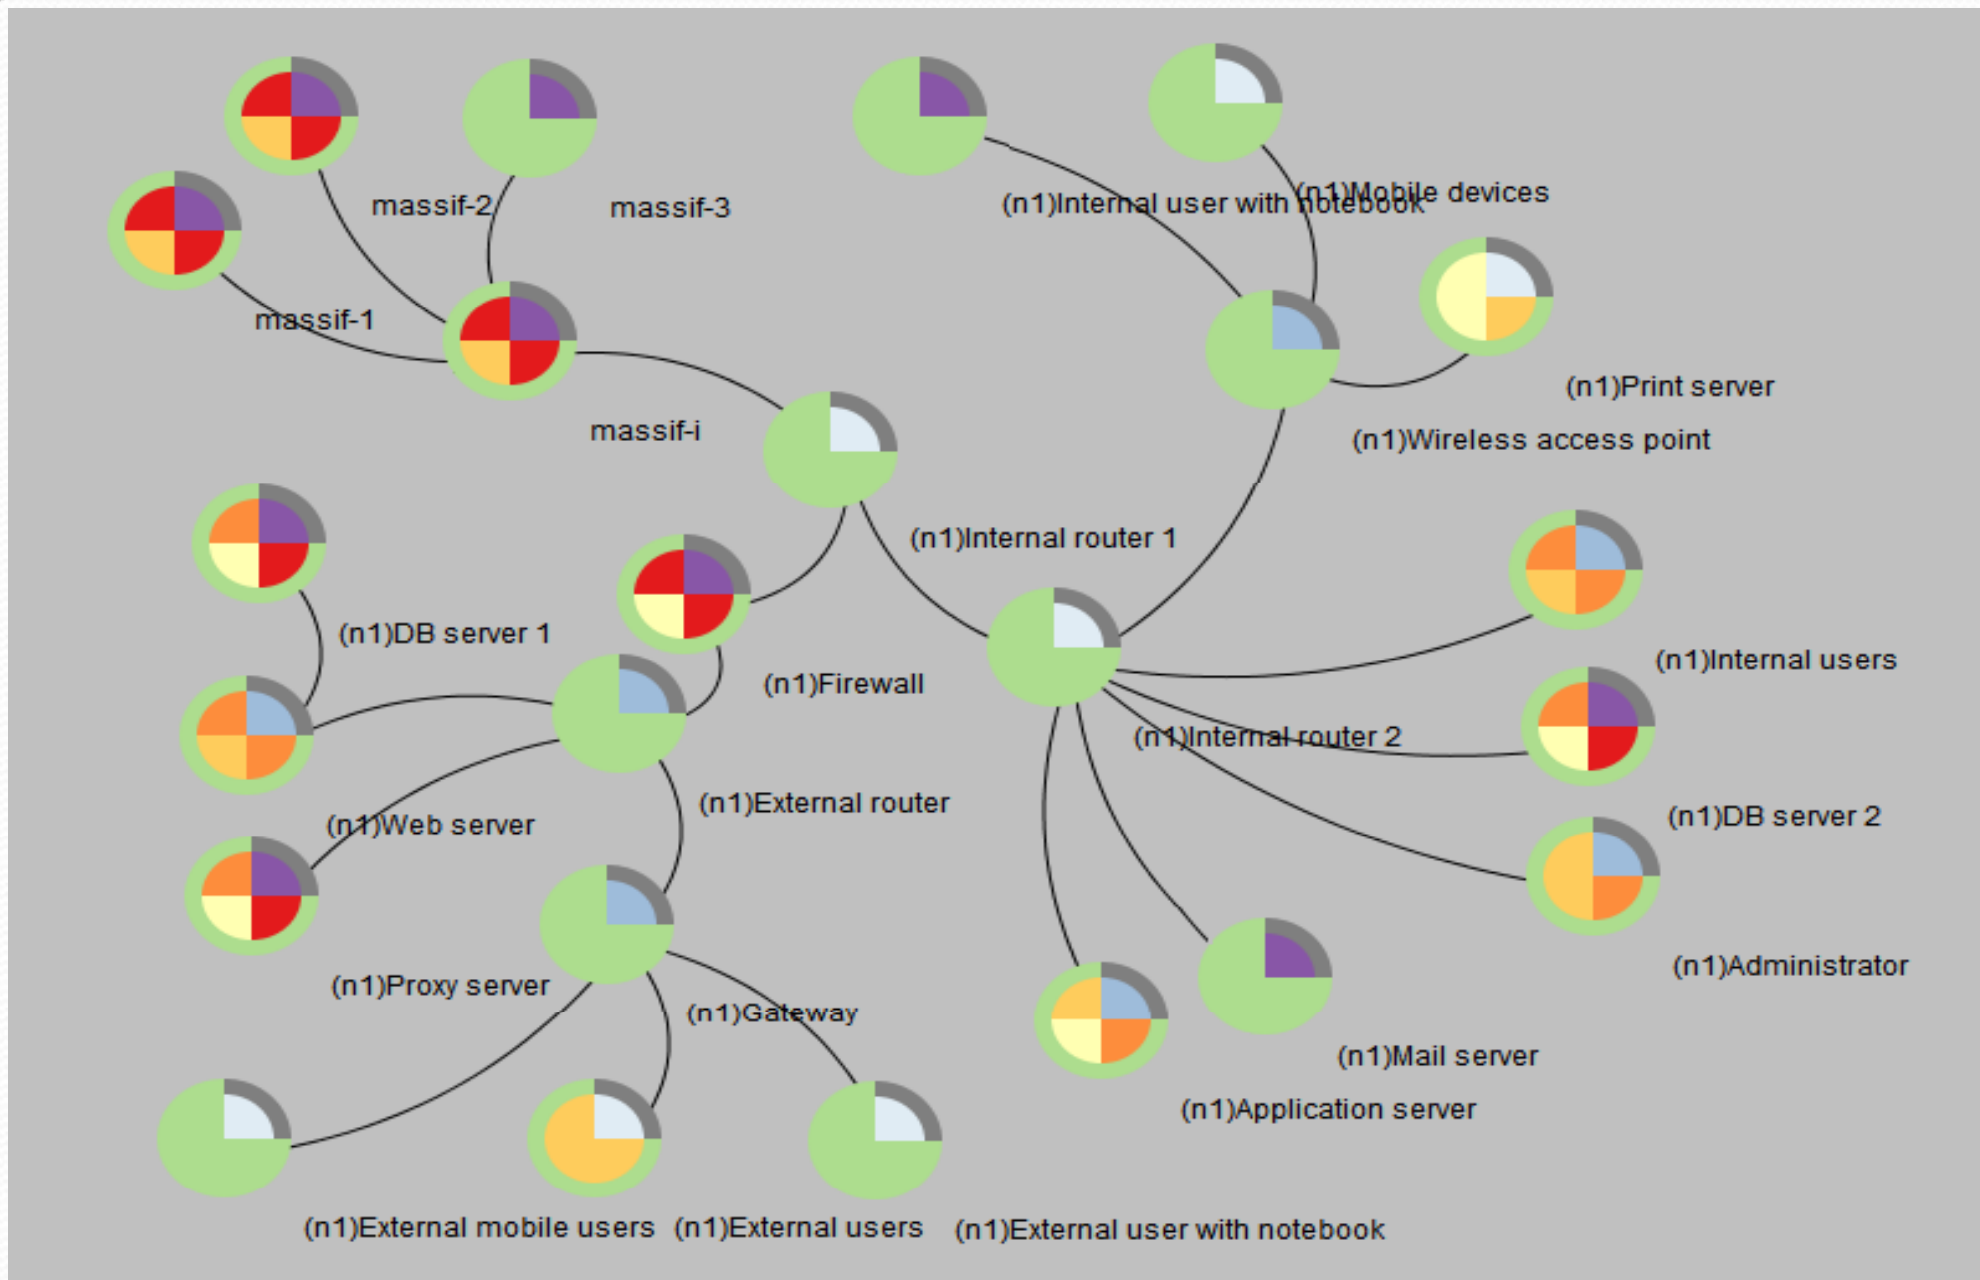 (n1)Mobile devices
(n1)Internal user with notebook
massif-2
massif-3
massif-1
(n1)Print server
massif-i
(n1)Wireless access point
(n1)Internal router 1
(n1)DB server 1
(n1)Internal users
(n1)Firewall
(n1)Internal router 2
(n1)External router
(n1)DB server 2
(n1)Web server
(n1)Administrator
(n1)Proxy server
(n1)Gateway
(n1)Mail server
(n1)Application server
(n1)External mobile users
(n1)External users
(n1)External user with notebook